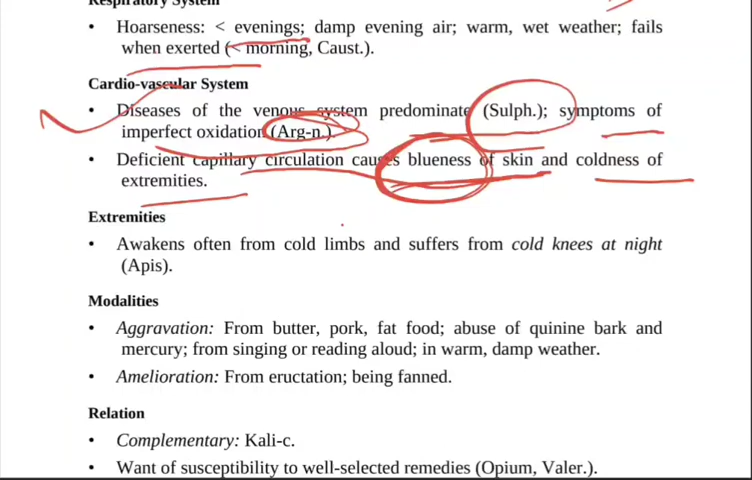 Respiratory System
• Hoarseness: < evenings; damp evening air; warm, wet weather; fails
when exerted (< morning, Caust.).
Cardio-vascular System
• Diseases of the venous system predominate (Sulph.); symptoms of
imperfect oxidation (Arg-n.).
• Deficient capillary circulation causes blueness of skin and coldness of
extremities.
Extremities
• Awakens often from cold limbs and suffers from cold knees at night
(Apis).
Modalities
• Aggravation: From butter, pork, fat food; abuse of quinine bark and
mercury; from singing or reading aloud; in warm, damp weather.
• Amelioration: From eructation; being fanned.
Relation
• Complementary: Kali-c.
• Want of susceptibility to well-selected remedies (Opium, Valer.).